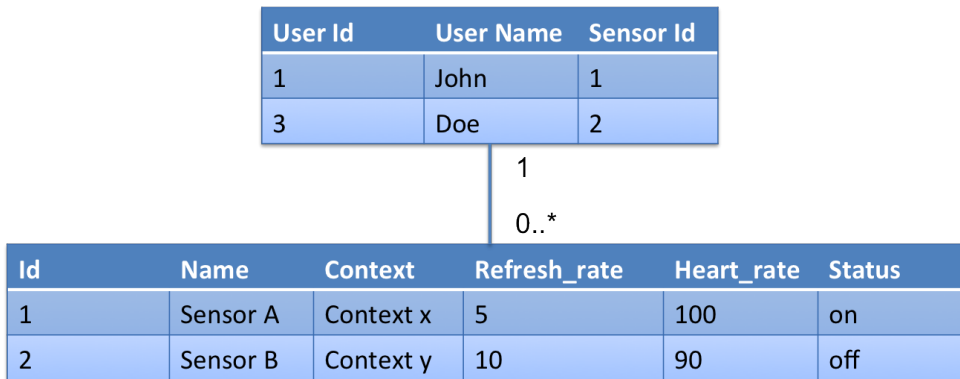 User Id User Name Sensor Id
1 John 1
3 Doe 2
1
0..*
Id Name Context Refresh_rate Heart_rate Status
1 Sensor A Context x 5 100 on
2 Sensor B Context y 10 90 off